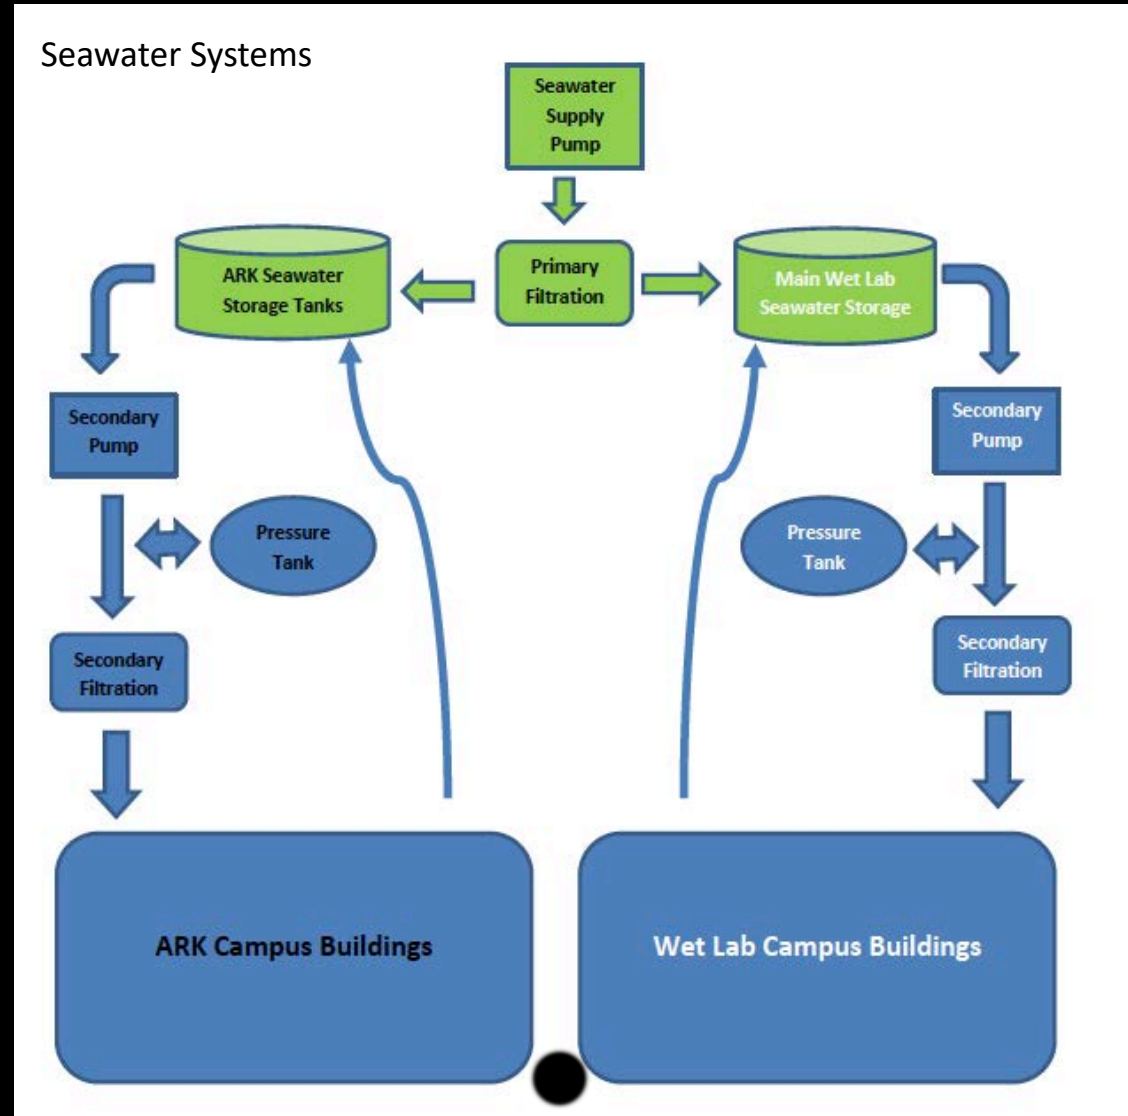 Seawater Systems
Seawater
Supply
Pump
ARK Seawater
Storage Tanks
Primary
Filtration
Main Wet Lab
Seawater Storage
Secondary
Pump
Secondary
Pump
Pressure
Tank
Pressure
Tank
Secondary
Filtration
Secondary
Filtration
ARK Campus Buildings
Wet Lab Campus Buildings